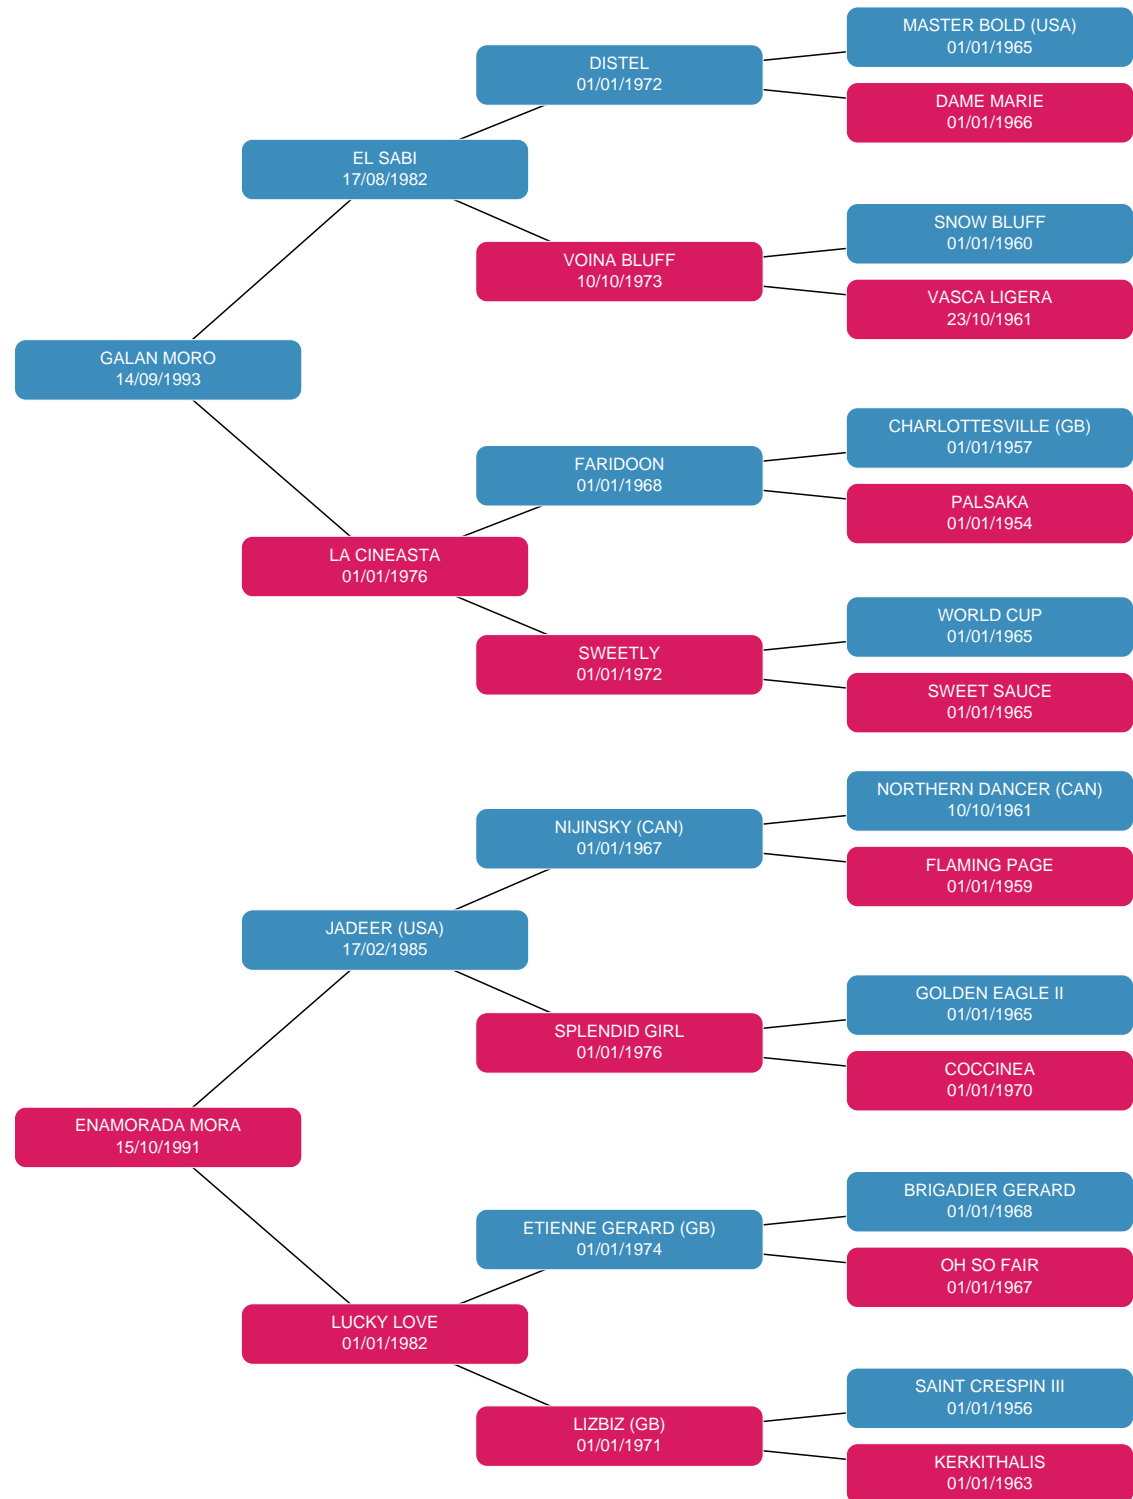 MASTER BOLD (USA)
01/01/1965
DISTEL
01/01/1972
DAME MARIE
01/01/1966
EL SABI
17/08/1982
SNOW BLUFF
01/01/1960
VOINA BLUFF
10/10/1973
VASCA LIGERA
23/10/1961
GALAN MORO
14/09/1993
CHARLOTTESVILLE (GB)
01/01/1957
FARIDOON
01/01/1968
PALSAKA
01/01/1954
LA CINEASTA
01/01/1976
WORLD CUP
01/01/1965
SWEETLY
01/01/1972
SWEET SAUCE
01/01/1965
NORTHERN DANCER (CAN)
10/10/1961
NIJINSKY (CAN)
01/01/1967
FLAMING PAGE
01/01/1959
JADEER (USA)
17/02/1985
GOLDEN EAGLE II
01/01/1965
SPLENDID GIRL
01/01/1976
COCCINEA
01/01/1970
ENAMORADA MORA
15/10/1991
BRIGADIER GERARD
01/01/1968
ETIENNE GERARD (GB)
01/01/1974
OH SO FAIR
01/01/1967
LUCKY LOVE
01/01/1982
SAINT CRESPIN III
01/01/1956
LIZBIZ (GB)
01/01/1971
KERKITHALIS
01/01/1963